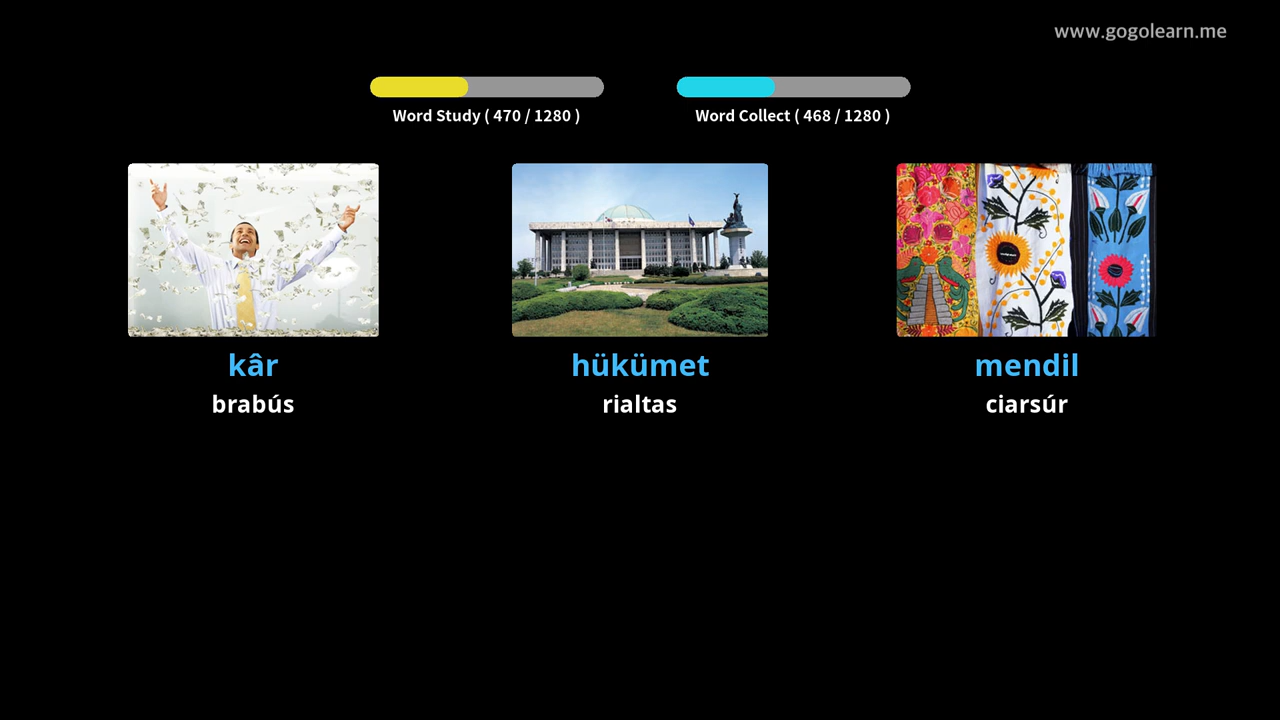 www.gogolearn.me
Word Study ( 470 / 1280 )
Word Collect ( 468 / 1280 )
kâr
hükümet
mendil
brabús
rialtas
ciarsúr